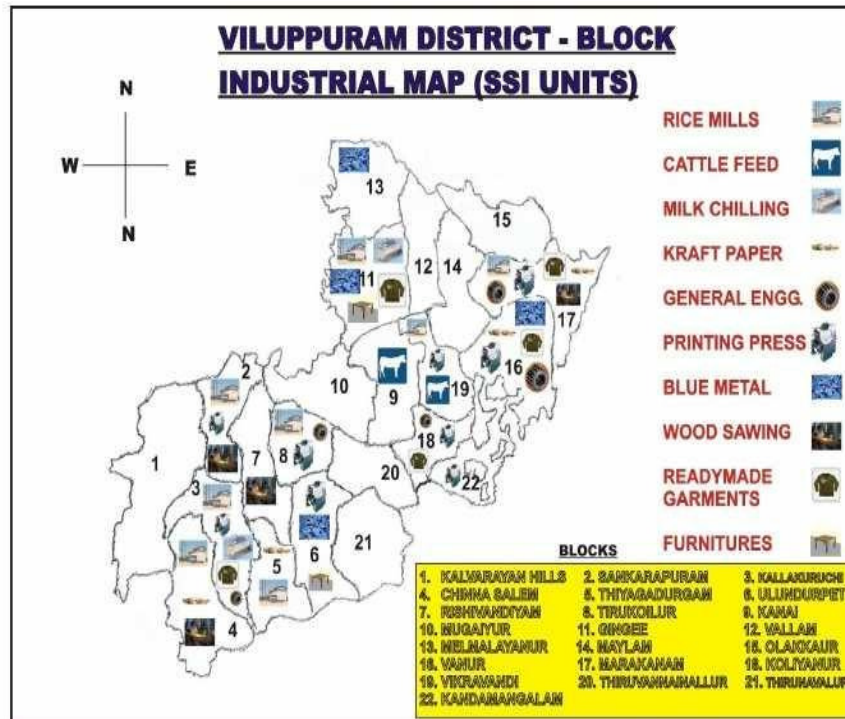 VILUPPURAM DISTRICT - BLOCK
INDUSTRIAL MAP (SSI UNITS)
N
W
E
N
RICE MILLS
CATTLE FEED
MILK CHILLING
KRAFT PAPER
GENERAL ENGG.
PRINTING PRESS
BLUE METAL
WOOD SAWING
READYMADE
GARMENTS
FURNITURES
13
15
11
12
14
17
2
10
9
19
16
1
7
8
18
20
22
3
5
6
21
4
BLOCKS
1. KALVARAYAN HILLS 2. SANKARAPURAM 3. KALLAKURUCHI
4. CHINNA SALEM 5. THIYAGADURGAM 6. ULUNDURPET
7. RISHIVANDIYAM 8. TIRUKOILUR 9. KANAI
10. MUGAIYUR 11. GINGEE 12. VALLAM
13. MELMALAYANUR 14. MAYLAM 15. OLAKKAUR
16. VANUR 17. MARAKANAM 18. KOLIYANUR
19. VIKRAVANDI 20. THIRUVANNAINALLUR 21. THIRUNAVALUR
22. KANDAMANGALAM